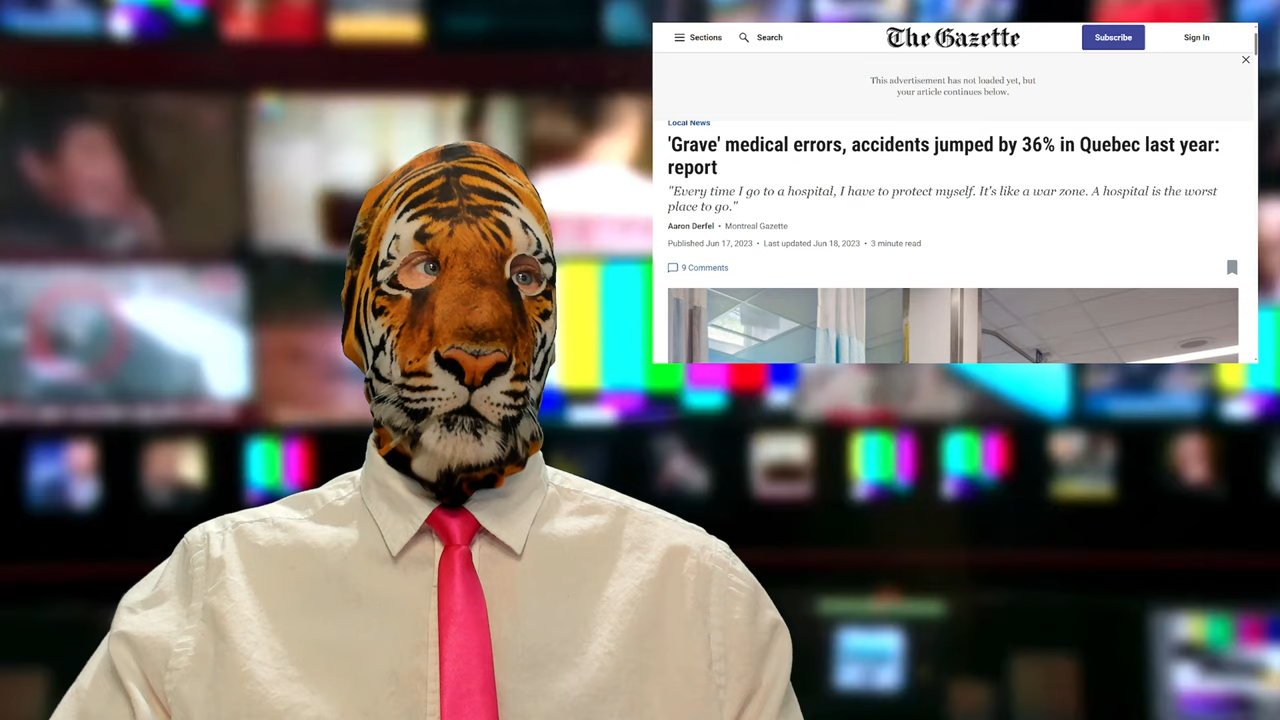 Sections
Search
The Gazette
Subscribe
Sign In
This advertisement has not loaded yet, but
your article continues below.
Local News
'Grave' medical errors, accidents jumped by 36% in Quebec last year:
report
"Every time I go to a hospital, I have to protect myself. It's like a war zone. A hospital is the worst
place to go."
Aaron Derfel • Montreal Gazette
Published Jun 17, 2023 • Last updated Jun 18, 2023 • 3 minute read
9 Comments